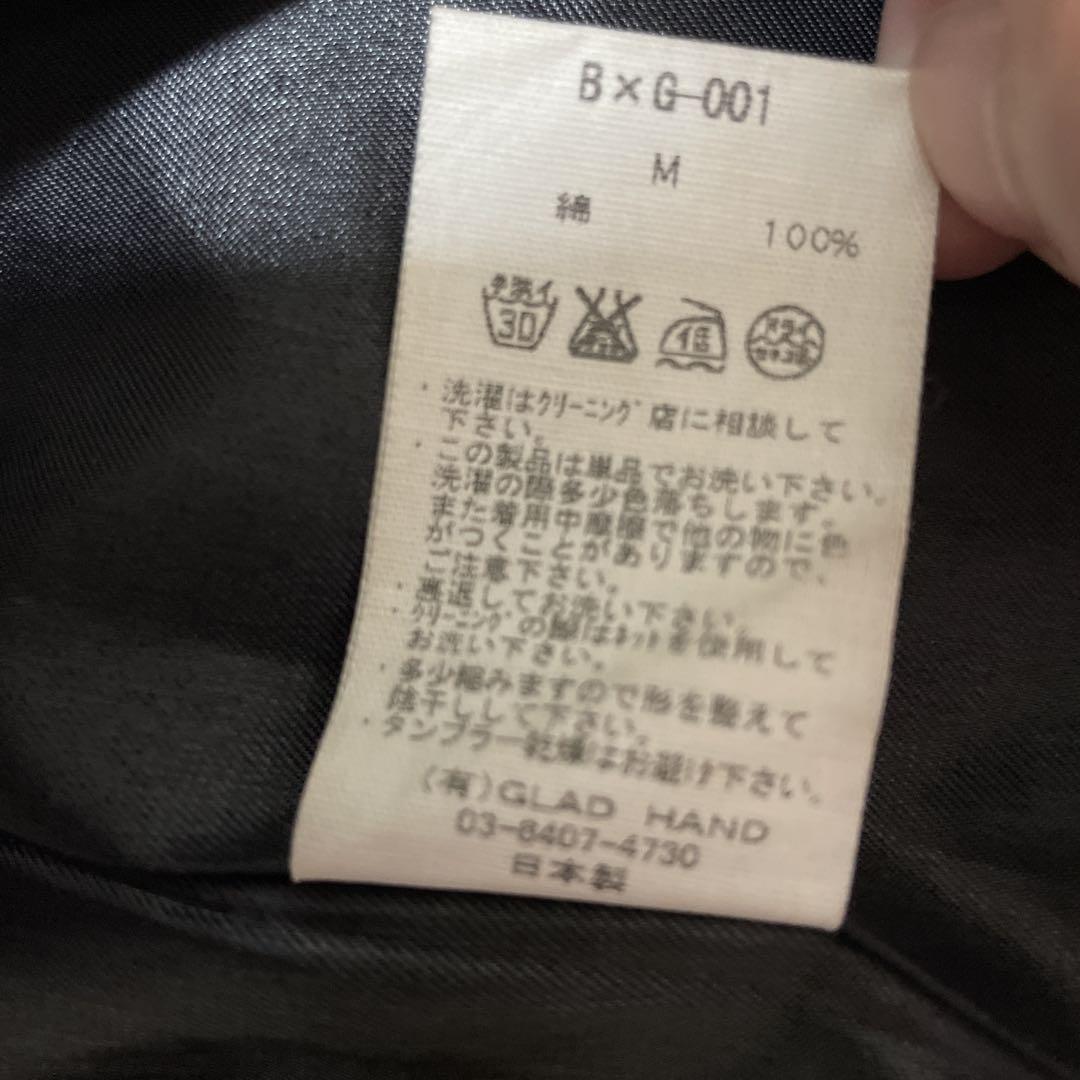 B×G-001
M
綿 100%
手洗イ
30
低
ドライ
セキユ系
・洗濯はｸﾘｰﾆﾝｸﾞ店に相談して
下さい。
・この製品は単品でお洗い下さい。
洗濯の際多少色落ちします。
また着用中摩擦で他の物に色
がつくことがありますので、
ご注意下さい。
・裏返してお洗い下さい。
・ｸﾘｰﾆﾝｸﾞの際はﾈｯﾄを使用して
お洗い下さい。
・多少縮みますので形を整えて
陰干しして下さい。
・タンブラー乾燥はお避け下さい。
(有)GLAD HAND
03-6407-4730
日本製